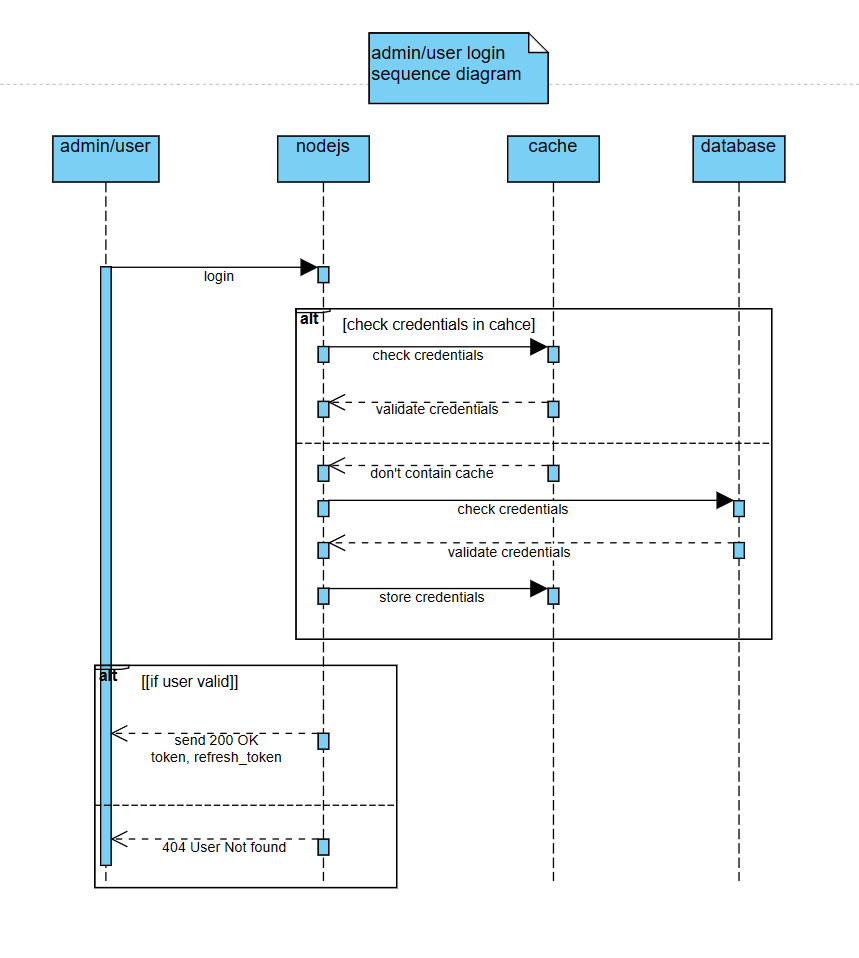 admin/user login
sequence diagram
admin/user
nodejs
cache
database
login
alt
[check credentials in cahce]
check credentials
validate credentials
don't contain cache
check credentials
validate credentials
store credentials
alt
[[if user valid]]
send 200 OK
token, refresh_token
404 User Not found